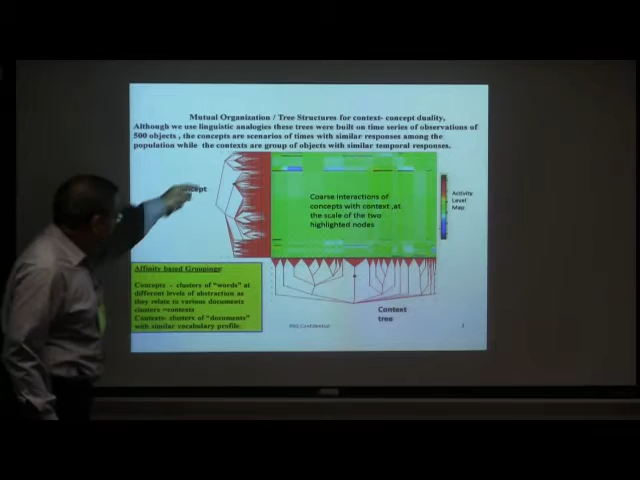 Mutual Organization / Tree Structures for context- concept duality,
Although we use linguistic analogies these trees were built on time series of observations of
500 objects , the concepts are scenarios of times with similar responses among the
population while the contexts are group of objects with similar temporal responses.
Coarse interactions of
concepts with context ,at
the scale of the two
highlighted nodes
Activity
Level
Map
Affinity based Groupings:
Concepts - clusters of "words" at
different levels of abstraction as
they relate to various documents
clusters =contexts
Contexts- clusters of "documents"
with similar vocabulary profile.
Context
tree
Confidential